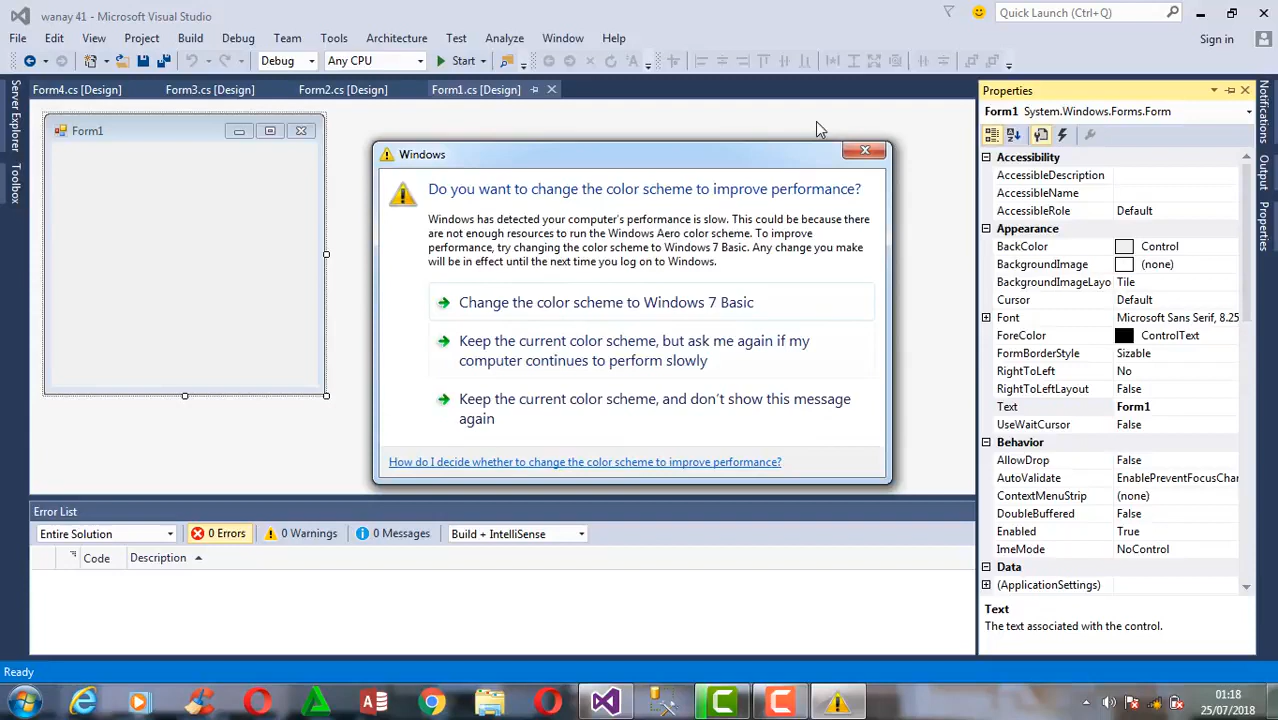 wanay 41 - Microsoft Visual Studio
Quick Launch (Ctrl+Q)
File Edit View Project Build Debug Team Tools Architecture Test Analyze Window Help
Sign in
Debug Any CPU Start
Form4.cs [Design] Form3.cs [Design] Form2.cs [Design] Form1.cs [Design]
Server Explorer
Toolbox
Form1
Windows
Do you want to change the color scheme to improve performance?
Windows has detected your computer's performance is slow. This could be because there
are not enough resources to run the Windows Aero color scheme. To improve
performance, try changing the color scheme to Windows 7 Basic. Any change you make
will be in effect until the next time you log on to Windows.
Change the color scheme to Windows 7 Basic
Keep the current color scheme, but ask me again if my
computer continues to perform slowly
Keep the current color scheme, and don't show this message
again
How do I decide whether to change the color scheme to improve performance?
Properties
Form1 System.Windows.Forms.Form
Accessibility
AccessibleDescription
AccessibleName
AccessibleRole Default
Appearance
BackColor Control
BackgroundImage (none)
BackgroundImageLayo Tile
Cursor Default
Font Microsoft Sans Serif, 8.25
ForeColor ControlText
FormBorderStyle Sizable
RightToLeft No
RightToLeftLayout False
Text Form1
UseWaitCursor False
Behavior
AllowDrop False
AutoValidate EnablePreventFocusChan
ContextMenuStrip (none)
DoubleBuffered False
Enabled True
ImeMode NoControl
Data
(ApplicationSettings)
Text
The text associated with the control.
Notifications
Output
Properties
Error List
Entire Solution 0 Errors 0 Warnings 0 Messages Build + IntelliSense
Code Description
Ready
01:18
25/07/2018